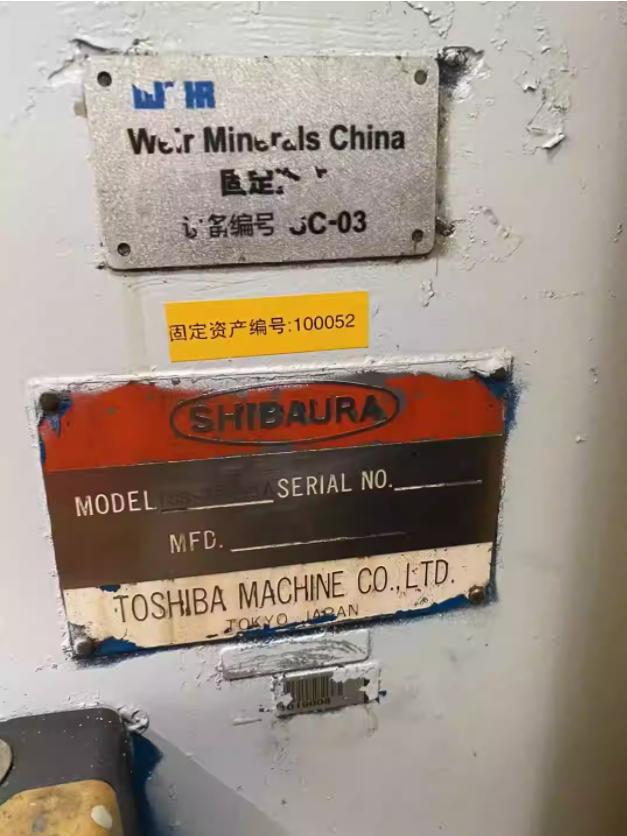 Weir Minerals China
固定
设备编号 SC-03
固定资产编号:100052
SHIBAURA
MODEL SERIAL NO.
MFD.
TOSHIBA MACHINE CO.,LTD.
TOKYO JAPAN